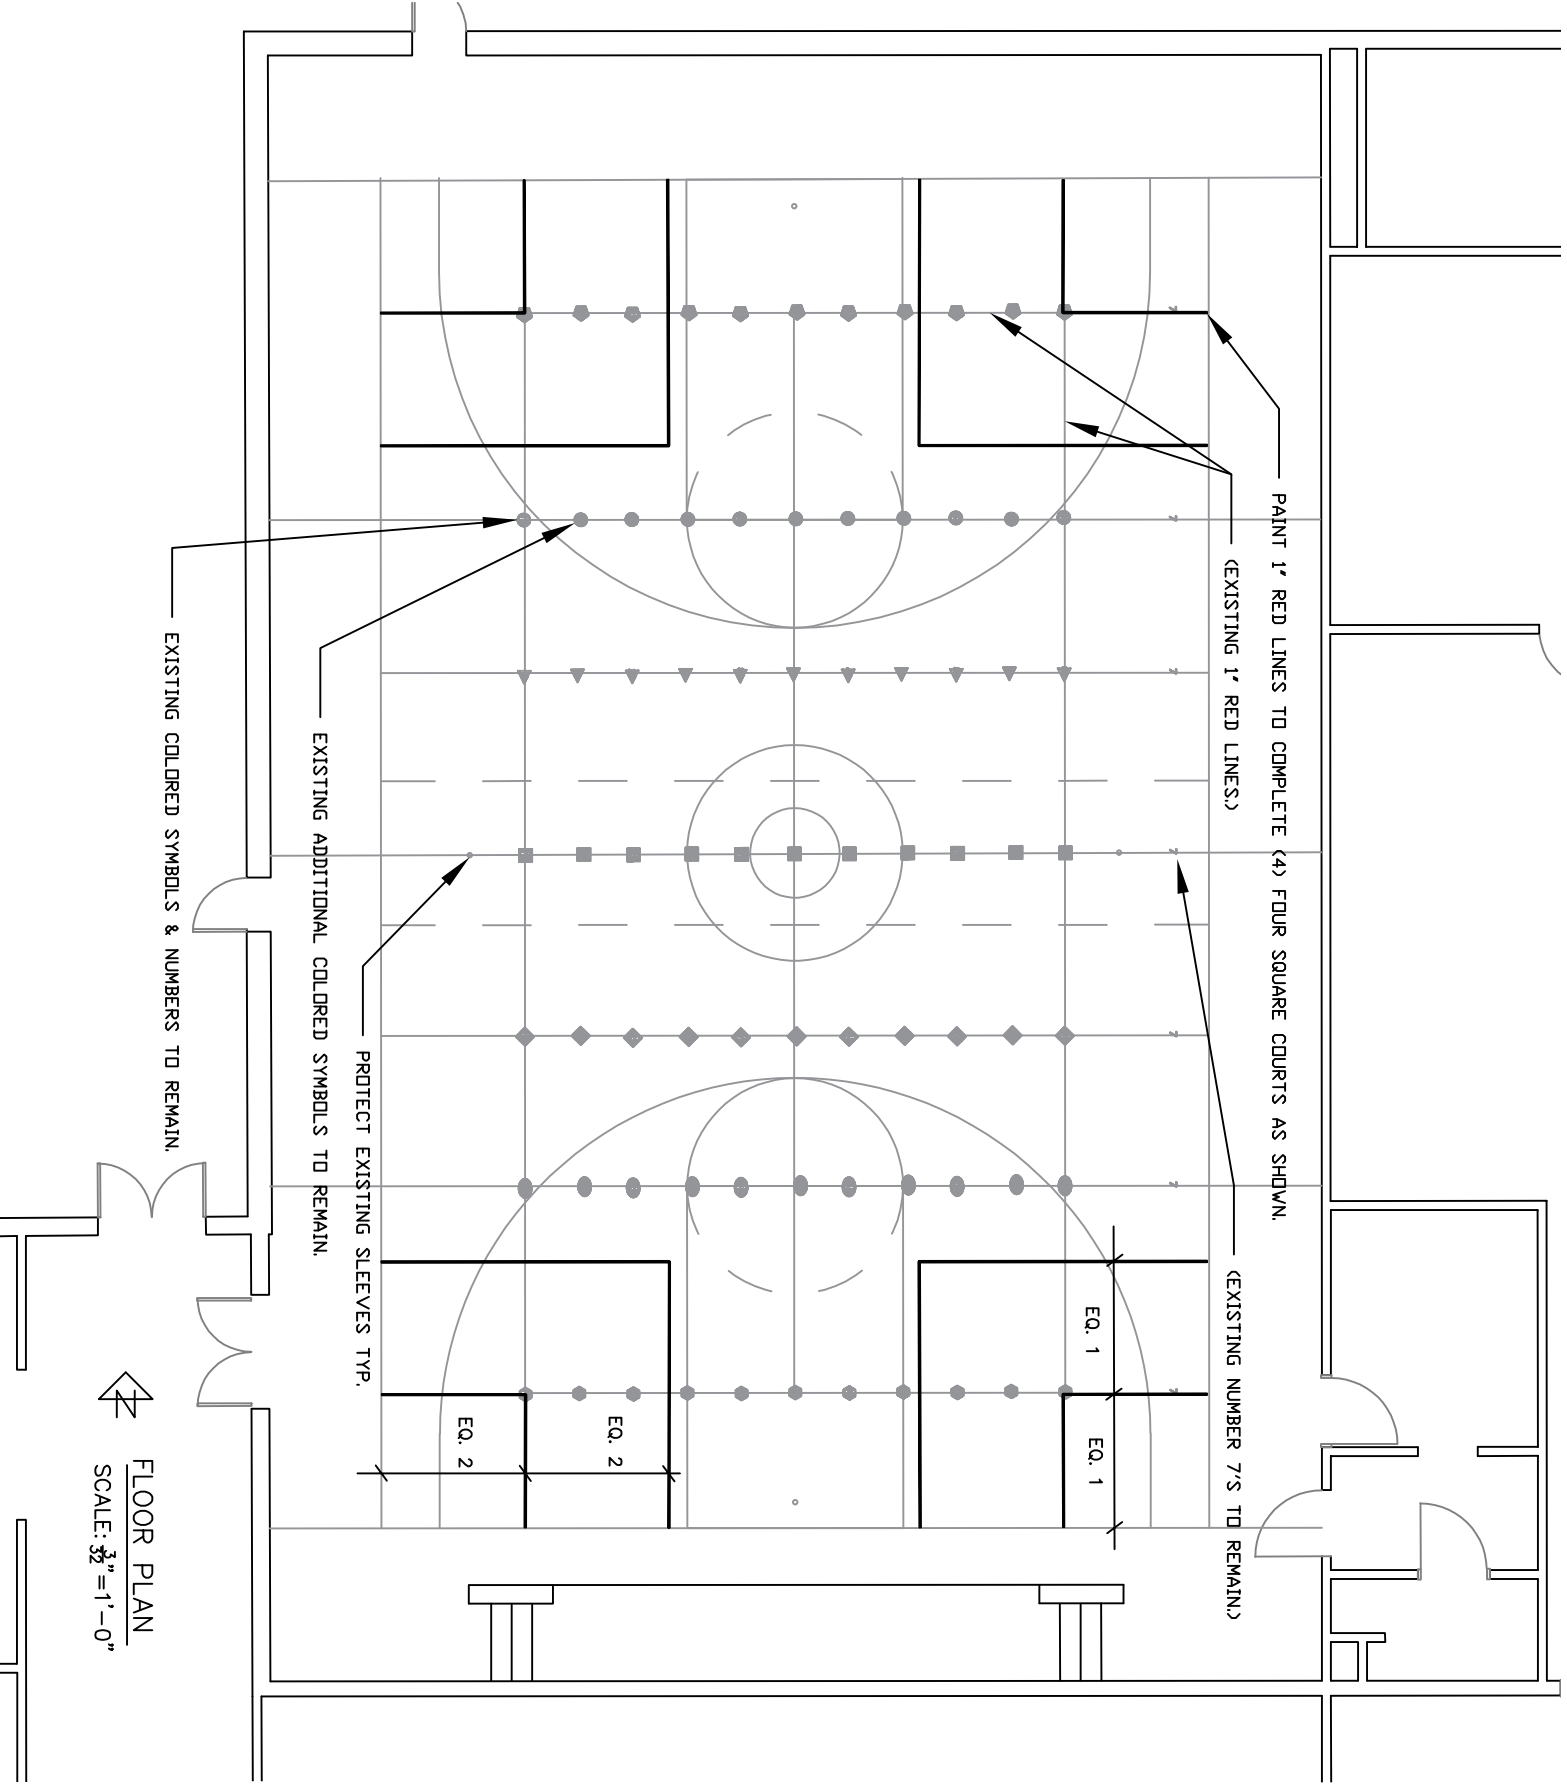 PAINT 1" RED LINES TO COMPLETE (4) FOUR SQUARE COURTS AS SHOWN.
(EXISTING 1" RED LINES.)
(EXISTING NUMBER 7'S TO REMAIN.)
EQ. 1
EQ. 1
EQ. 2
EQ. 2
PROTECT EXISTING SLEEVES TYP.
EXISTING ADDITIONAL COLORED SYMBOLS TO REMAIN.
EXISTING COLORED SYMBOLS & NUMBERS TO REMAIN.
N
FLOOR PLAN
SCALE: 3/32"=1'-0"